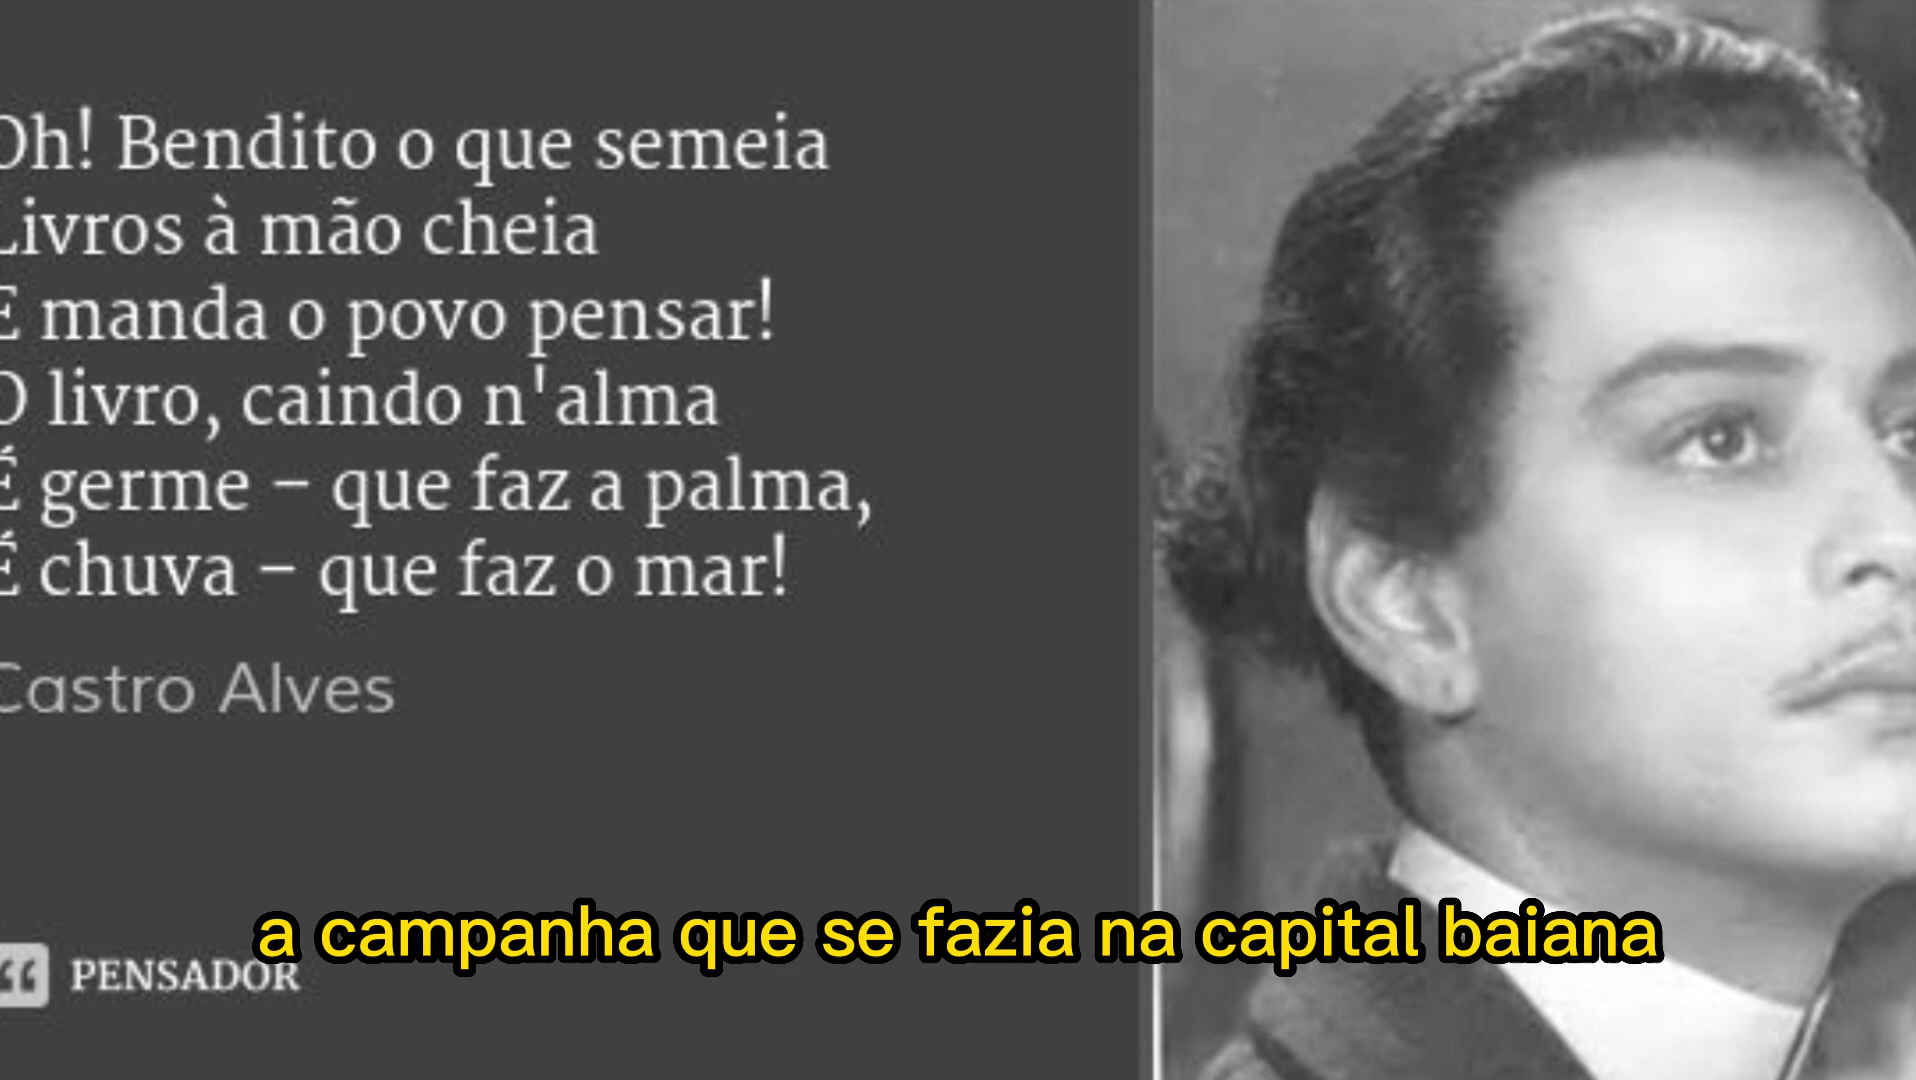 Oh! Bendito o que semeia
Livros à mão cheia
E manda o povo pensar!
O livro, caindo n'alma
É germe – que faz a palma,
É chuva – que faz o mar!
Castro Alves
PENSADOR
a campanha que se fazia na capital baiana